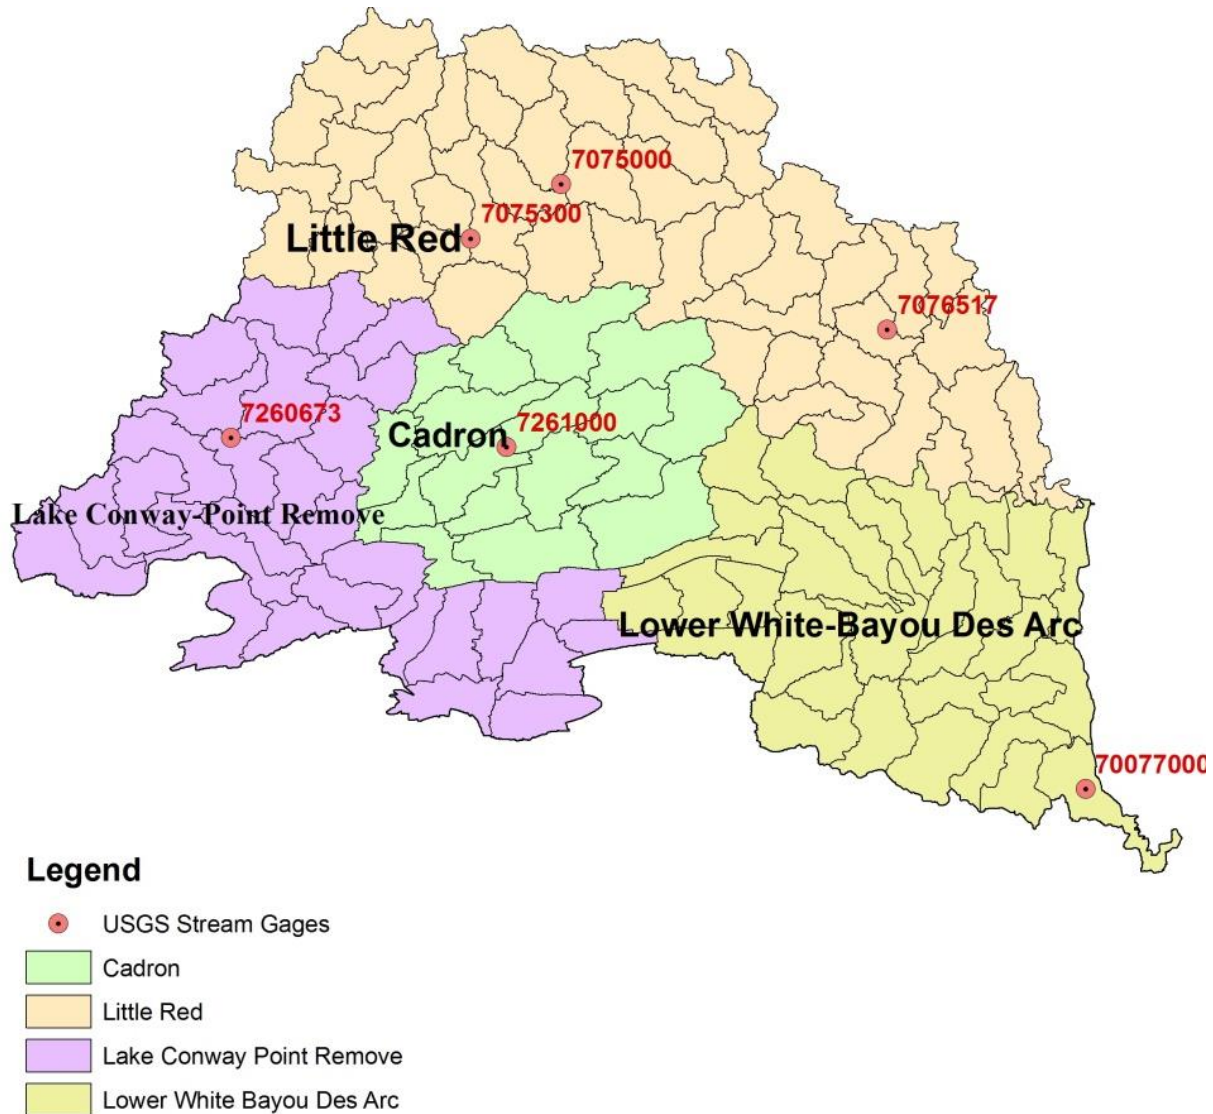 7075000
7075300
Little Red
7076517
7260673
7261000
Cadron
Lake Conway-Point Remove
Lower White-Bayou Des Arc
70077000
Legend
USGS Stream Gages
Cadron
Little Red
Lake Conway Point Remove
Lower White Bayou Des Arc